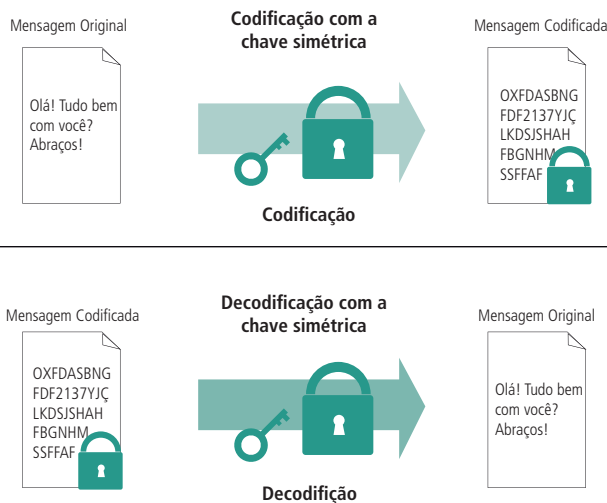 Mensagem Original
Codificação com a
chave simétrica
Mensagem Codificada
Olá! Tudo bem
com você?
Abraços!
OXFDASBNG
FDF2137YJÇ
LKDSJSHAH
FBGNHM
SSFFAF
Codificação
Mensagem Codificada
Decodificação com a
chave simétrica
Mensagem Original
OXFDASBNG
FDF2137YJÇ
LKDSJSHAH
FBGNHM
SSFFAF
Olá! Tudo bem
com você?
Abraços!
Decodifição